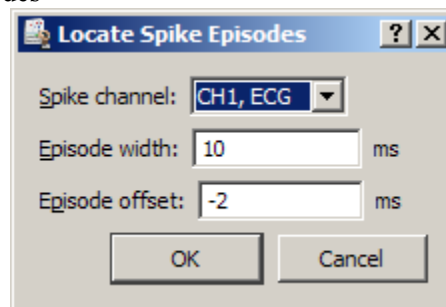 Locate Spike Episodes
Spike channel: CH1, ECG
Episode width: 10 ms
Episode offset: -2 ms
OK Cancel